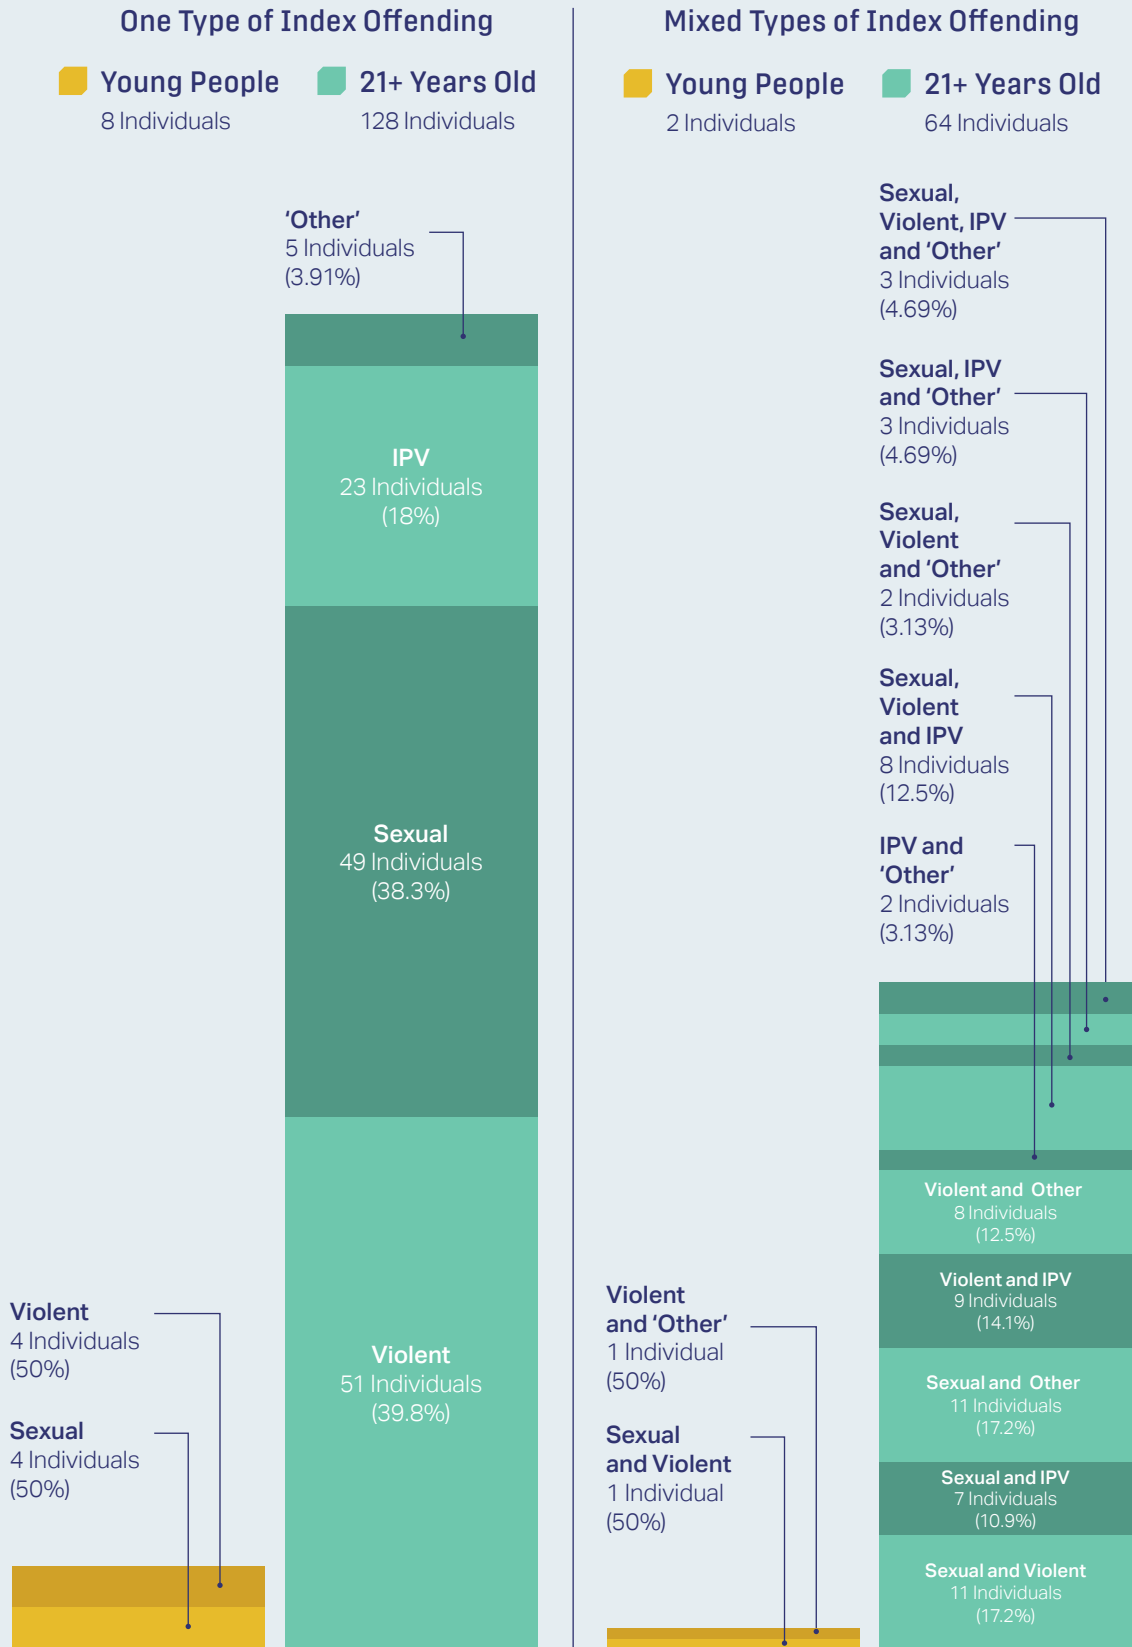 One Type of Index Offending
Young People
8 Individuals
21+ Years Old
128 Individuals
‘Other’
5 Individuals
(3.91%)
IPV
23 Individuals
(18%)
Sexual
49 Individuals
(38.3%)
Violent
51 Individuals
(39.8%)
Violent
4 Individuals
(50%)
Sexual
4 Individuals
(50%)
Mixed Types of Index Offending
Young People
2 Individuals
21+ Years Old
64 Individuals
Sexual,
Violent, IPV
and ‘Other’
3 Individuals
(4.69%)
Sexual, IPV
and ‘Other’
3 Individuals
(4.69%)
Sexual,
Violent
and ‘Other’
2 Individuals
(3.13%)
Sexual,
Violent
and IPV
8 Individuals
(12.5%)
IPV and
‘Other’
2 Individuals
(3.13%)
Violent and Other
8 Individuals
(12.5%)
Violent and IPV
9 Individuals
(14.1%)
Sexual and Other
11 Individuals
(17.2%)
Sexual and IPV
7 Individuals
(10.9%)
Sexual and Violent
11 Individuals
(17.2%)
Violent
and ‘Other’
1 Individual
(50%)
Sexual
and Violent
1 Individual
(50%)